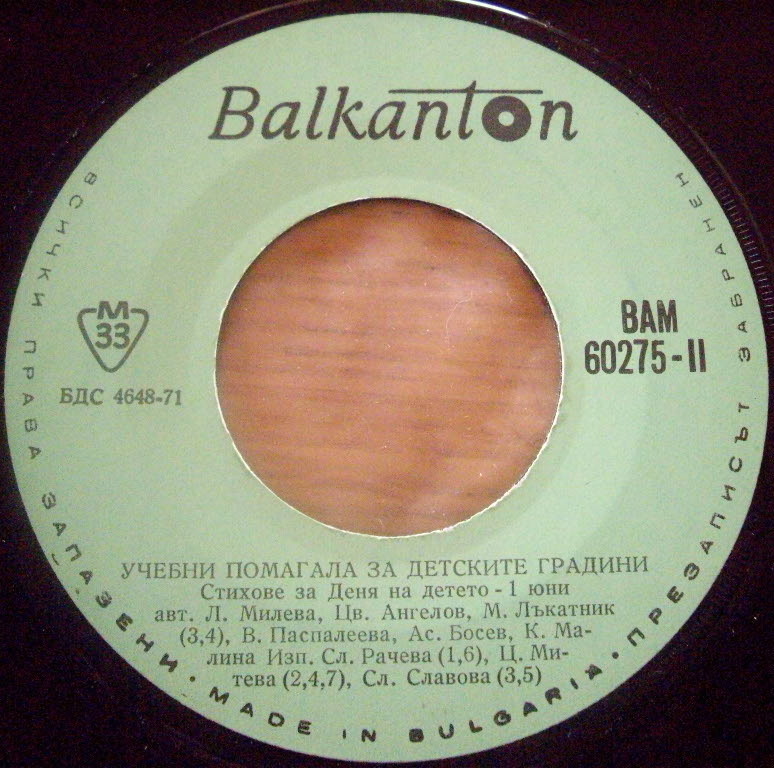 Balkanton
ВСИЧКИ ПРАВА ЗАПАЗЕНИ • MADE IN BULGARIA • ПРЕЗАПИСЪТ ЗАБРАНЕН
М
33
БДС 4648-71
ВАМ
60275-II
УЧЕБНИ ПОМАГАЛА ЗА ДЕТСКИТЕ ГРАДИНИ
Стихове за Деня на детето - 1 юни
авт. Л. Милева, Цв. Ангелов, М. Лъкатник
(3,4), В. Паспалеева, Ас. Босев, К. Ма-
лина Изп. Сл. Рачева (1,6), Ц. Ми-
тева (2,4,7), Сл. Славова (3,5)